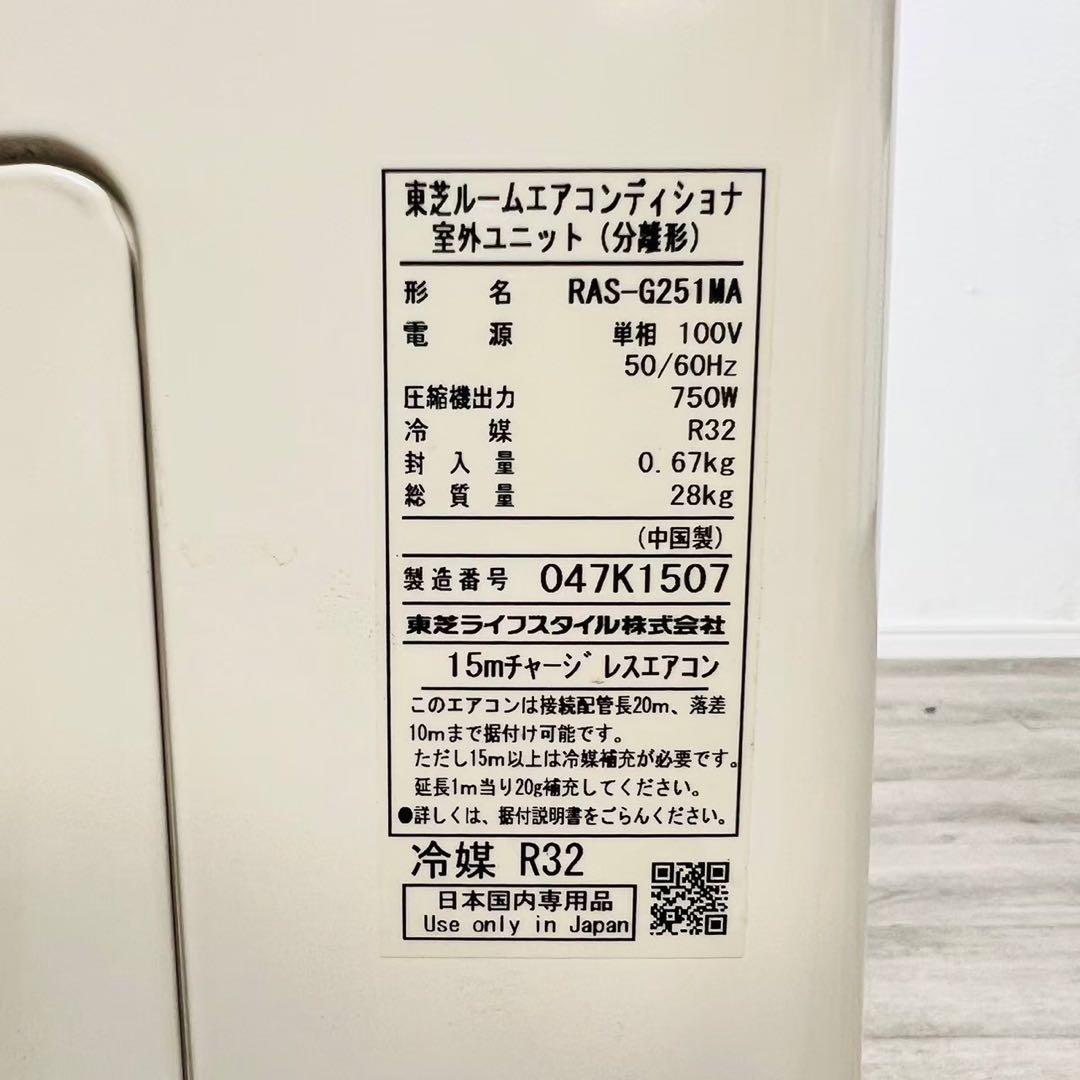 東芝ルームエアコンディショナ
室外ユニット（分離形）
形名 RAS-G251MA
電源 単相 100V
50/60Hz
圧縮機出力 750W
冷媒 R32
封入量 0.67kg
総質量 28kg
（中国製）
製造番号 047K1507
東芝ライフスタイル株式会社
15mチャージレスエアコン
このエアコンは接続配管長20m、落差
10mまで据付け可能です。
ただし15m以上は冷媒補充が必要です。
延長1m当り20g補充してください。
●詳しくは、据付説明書をごらんください。
冷媒 R32
日本国内専用品
Use only in Japan